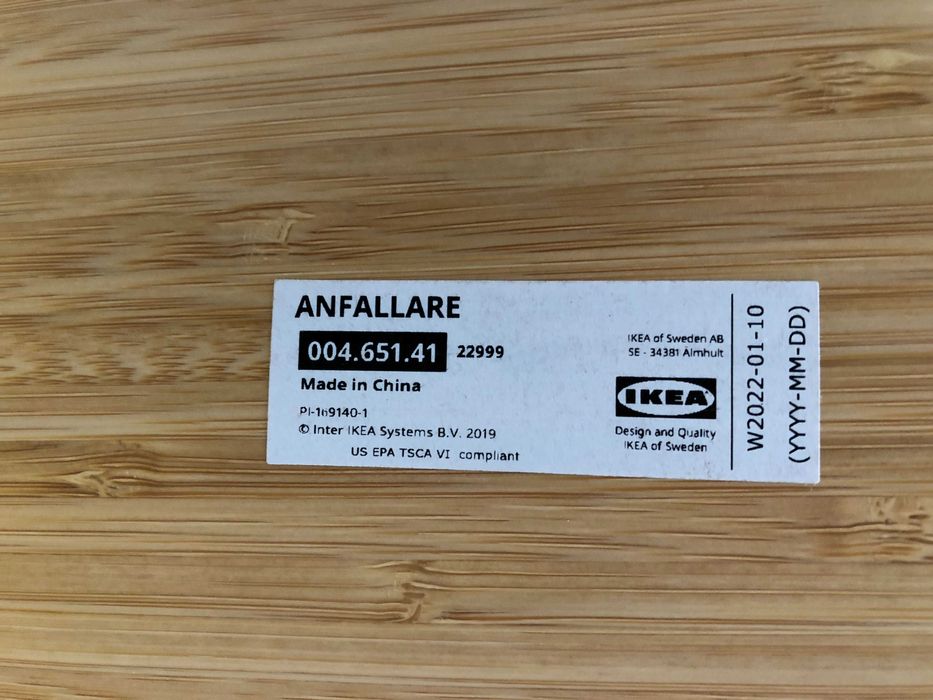 ANFALLARE
004.651.41 22999
Made in China
PI-169140-1
© Inter IKEA Systems B.V. 2019
US EPA TSCA VI compliant
IKEA of Sweden AB
SE - 34381 Älmhult
IKEA
Design and Quality
IKEA of Sweden
W2022-01-10
(YYYY-MM-DD)